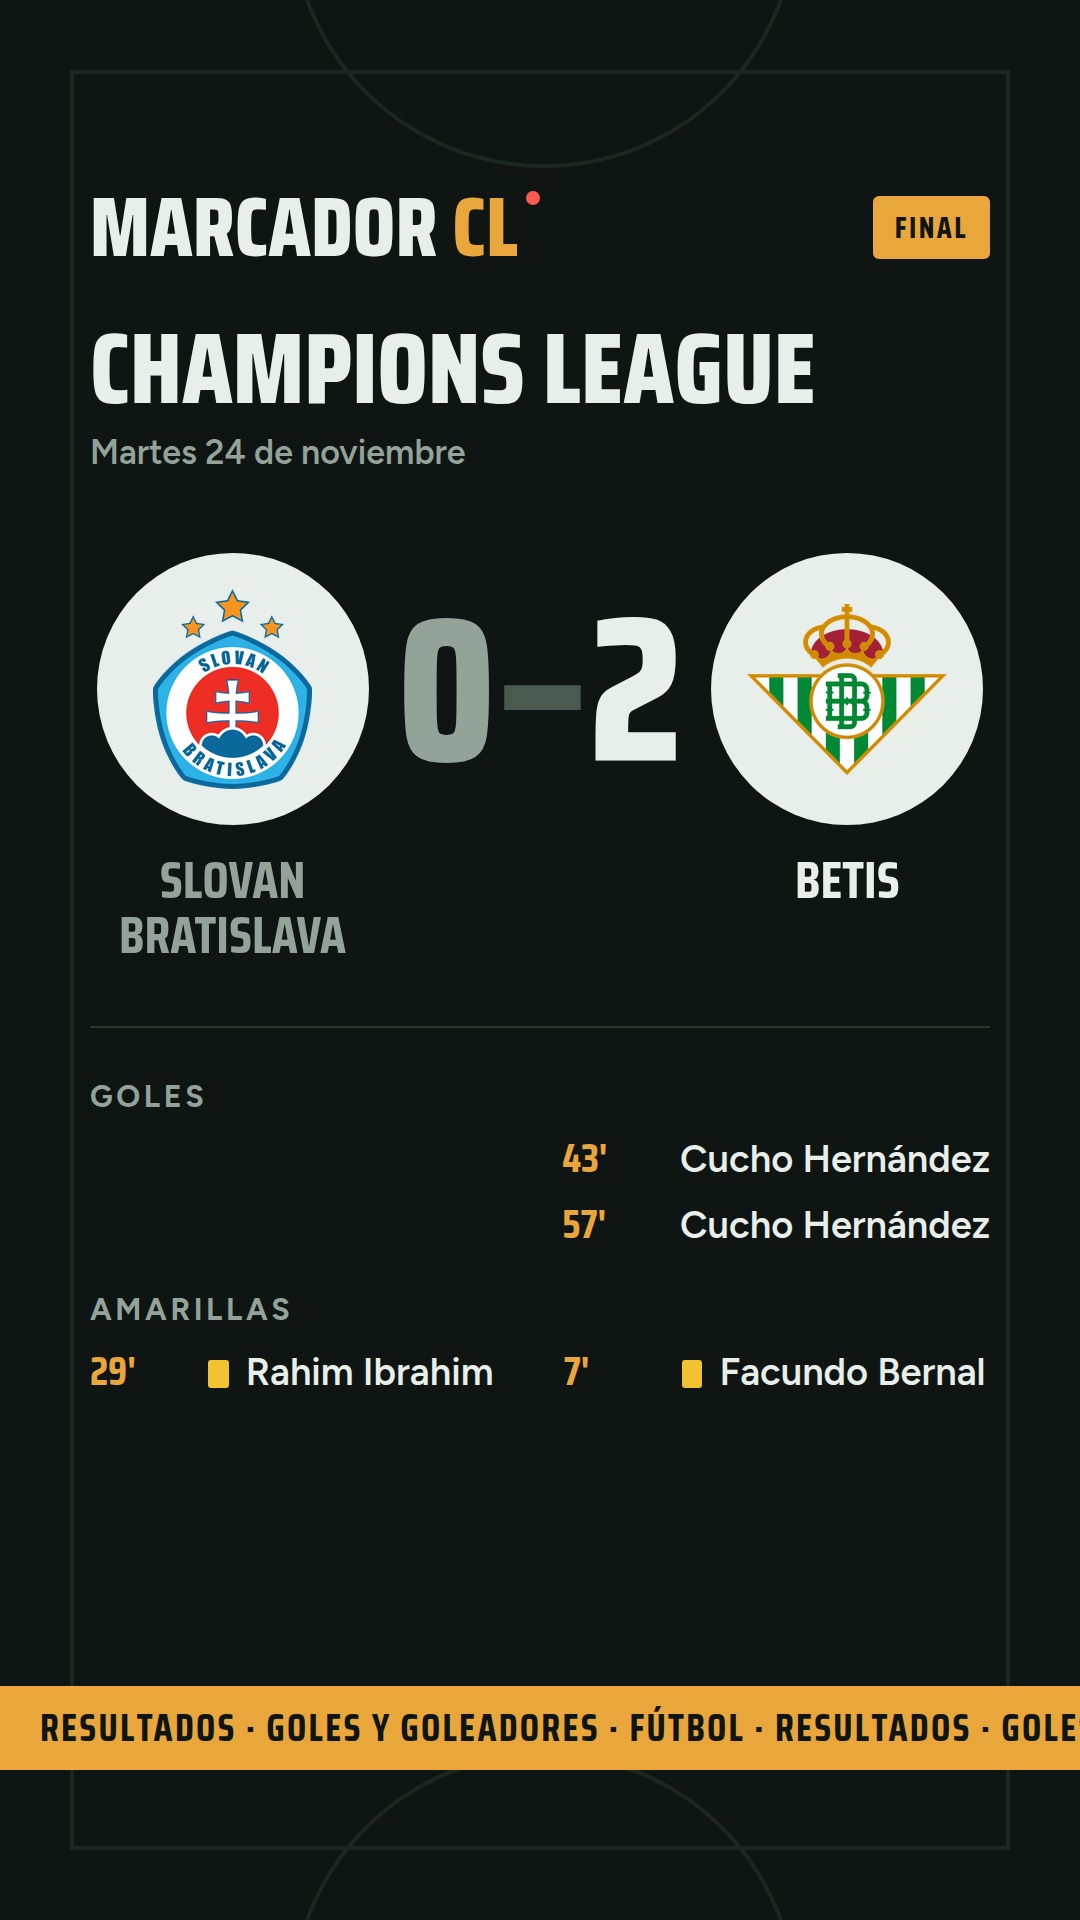 MARCADOR CL
FINAL
CHAMPIONS LEAGUE
Martes 24 de noviembre
SLOVAN
BRATISLAVA
0-2
SLOVAN
BRATISLAVA
BETIS
GOLES
43' Cucho Hernández
57' Cucho Hernández
AMARILLAS
29' Rahim Ibrahim 7' Facundo Bernal
RESULTADOS · GOLES Y GOLEADORES · FÚTBOL · RESULTADOS · GOLES